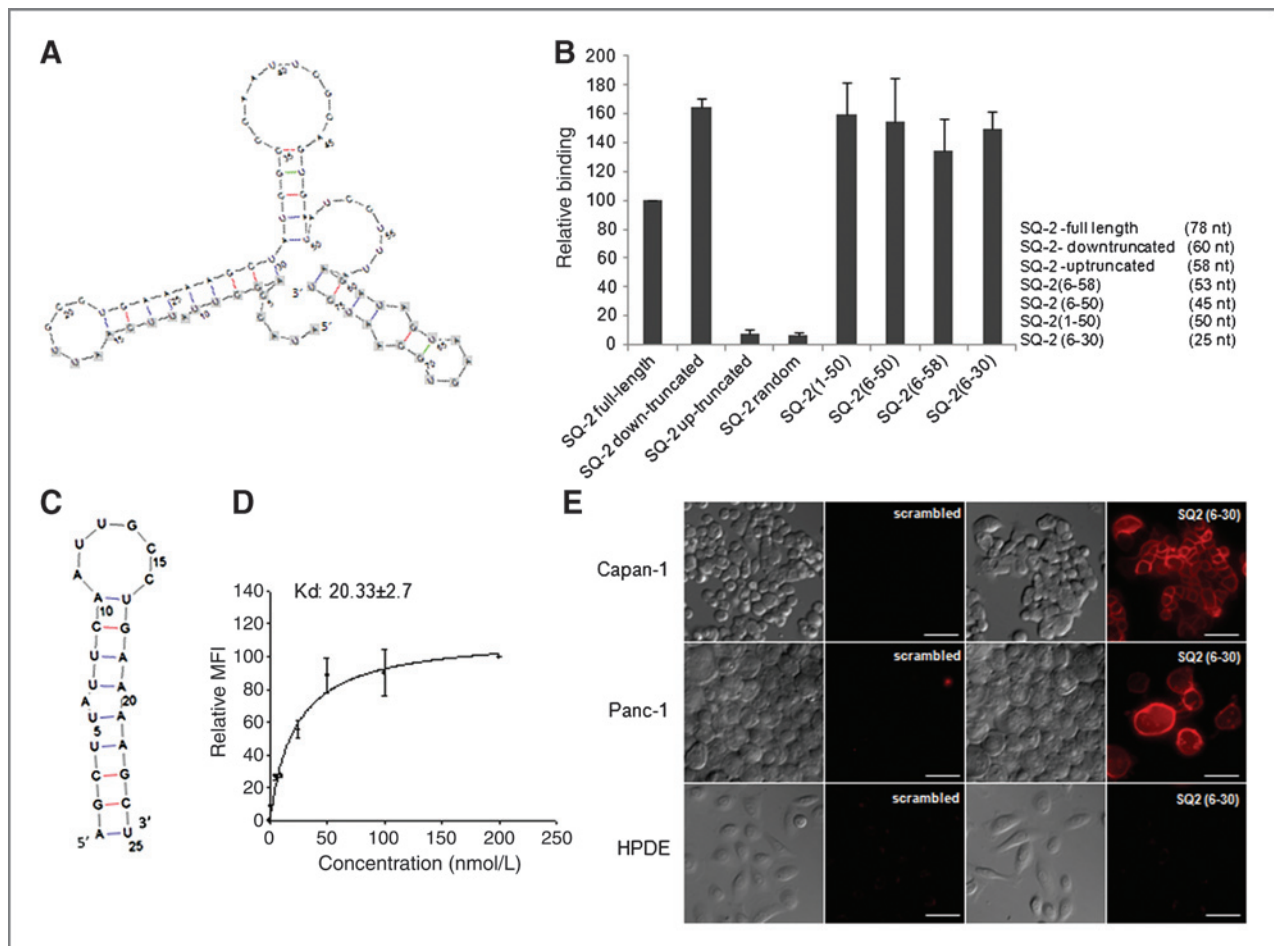 A
B
200
180
160
140
120
100
80
60
40
20
0
Relative binding
SQ-2 full-length
SQ-2 down-truncated
SQ-2 up-truncated
SQ-2 random
SQ-2(1-50)
SQ-2(6-50)
SQ-2(6-58)
SQ-2(6-30)
SQ-2 -full length (78 nt)
SQ-2- downtruncated (60 nt)
SQ-2 -uptruncated (58 nt)
SQ-2(6-58) (53 nt)
SQ-2 (6-50) (45 nt)
SQ-2(1-50) (50 nt)
SQ-2 (6-30) (25 nt)
3'
5'
C
U G
U C
A 15
A C
10 U
C G
U A
U A
A 20
U A
5
U A
C G
G C
A U
5' 3'
25
D
Kd: 20.33±2.7
140
120
100
80
60
40
20
0
Relative MFI
0 50 100 150 200 250
Concentration (nmol/L)
E
Capan-1
scrambled
SQ2 (6-30)
Panc-1
scrambled
SQ2 (6-30)
HPDE
scrambled
SQ2 (6-30)